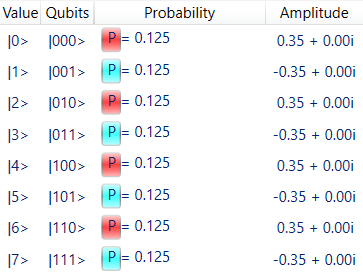 Value Qubits Probability Amplitude
|0> |000> P = 0.125 0.35 + 0.00i
|1> |001> P = 0.125 -0.35 + 0.00i
|2> |010> P = 0.125 0.35 + 0.00i
|3> |011> P = 0.125 -0.35 + 0.00i
|4> |100> P = 0.125 0.35 + 0.00i
|5> |101> P = 0.125 -0.35 + 0.00i
|6> |110> P = 0.125 0.35 + 0.00i
|7> |111> P = 0.125 -0.35 + 0.00i